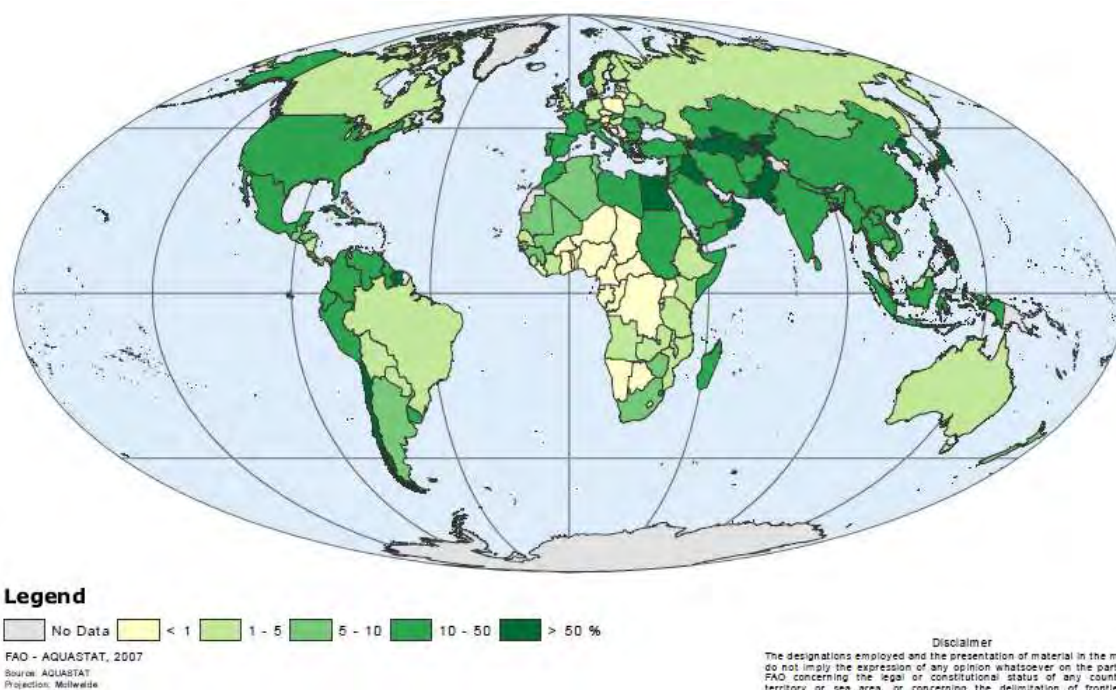 Legend
No Data < 1 1 - 5 5 - 10 10 - 50 > 50 %
FAO - AQUASTAT, 2007
Source: AQUASTAT
Projection: Mollweide
Disclaimer
The designations employed and the presentation of material in the m
do not imply the expression of any opinion whatsoever on the part
FAO concerning the legal or constitutional status of any count
territory or sea area, or concerning the delimitation of frontie